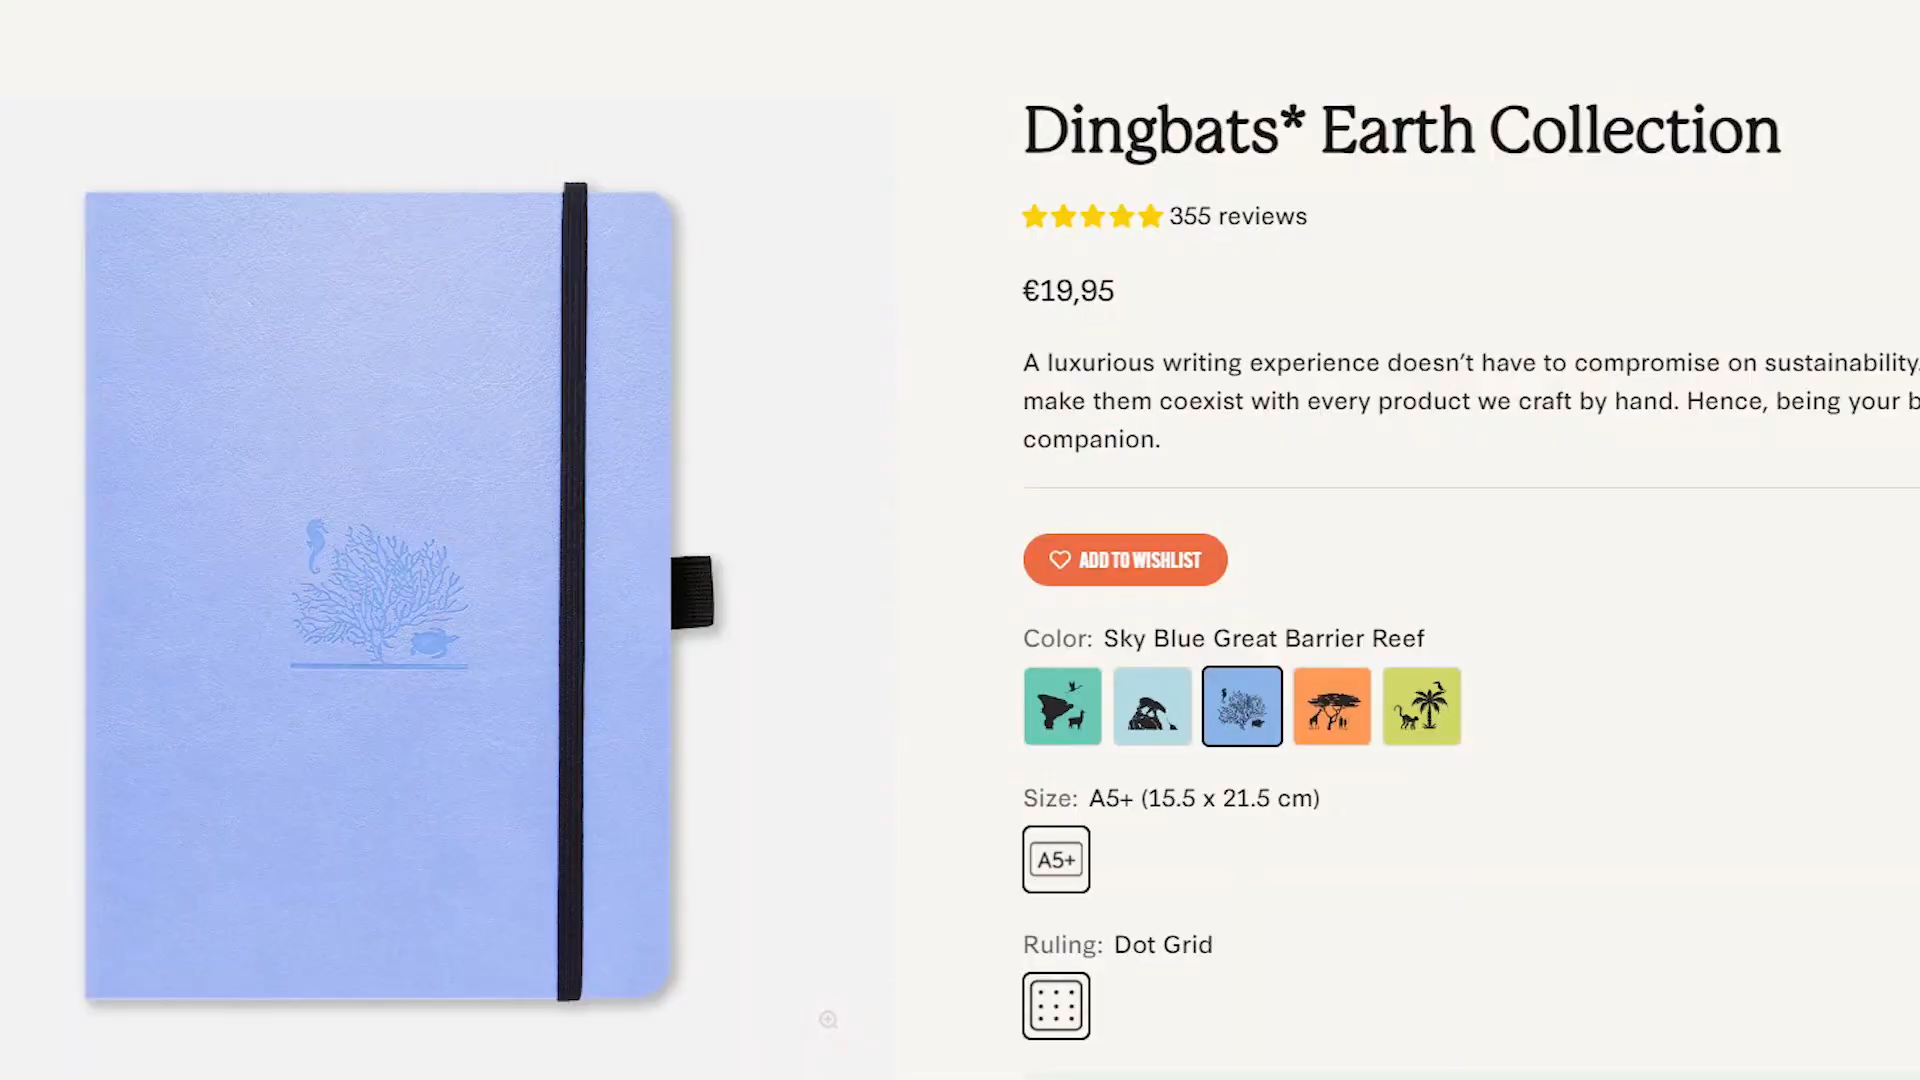 Dingbats* Earth Collection
355 reviews
€19,95
A luxurious writing experience doesn’t have to compromise on sustainability.
make them coexist with every product we craft by hand. Hence, being your
companion.
ADD TO WISHLIST
Color: Sky Blue Great Barrier Reef
Size: A5+ (15.5 x 21.5 cm)
A5+
Ruling: Dot Grid